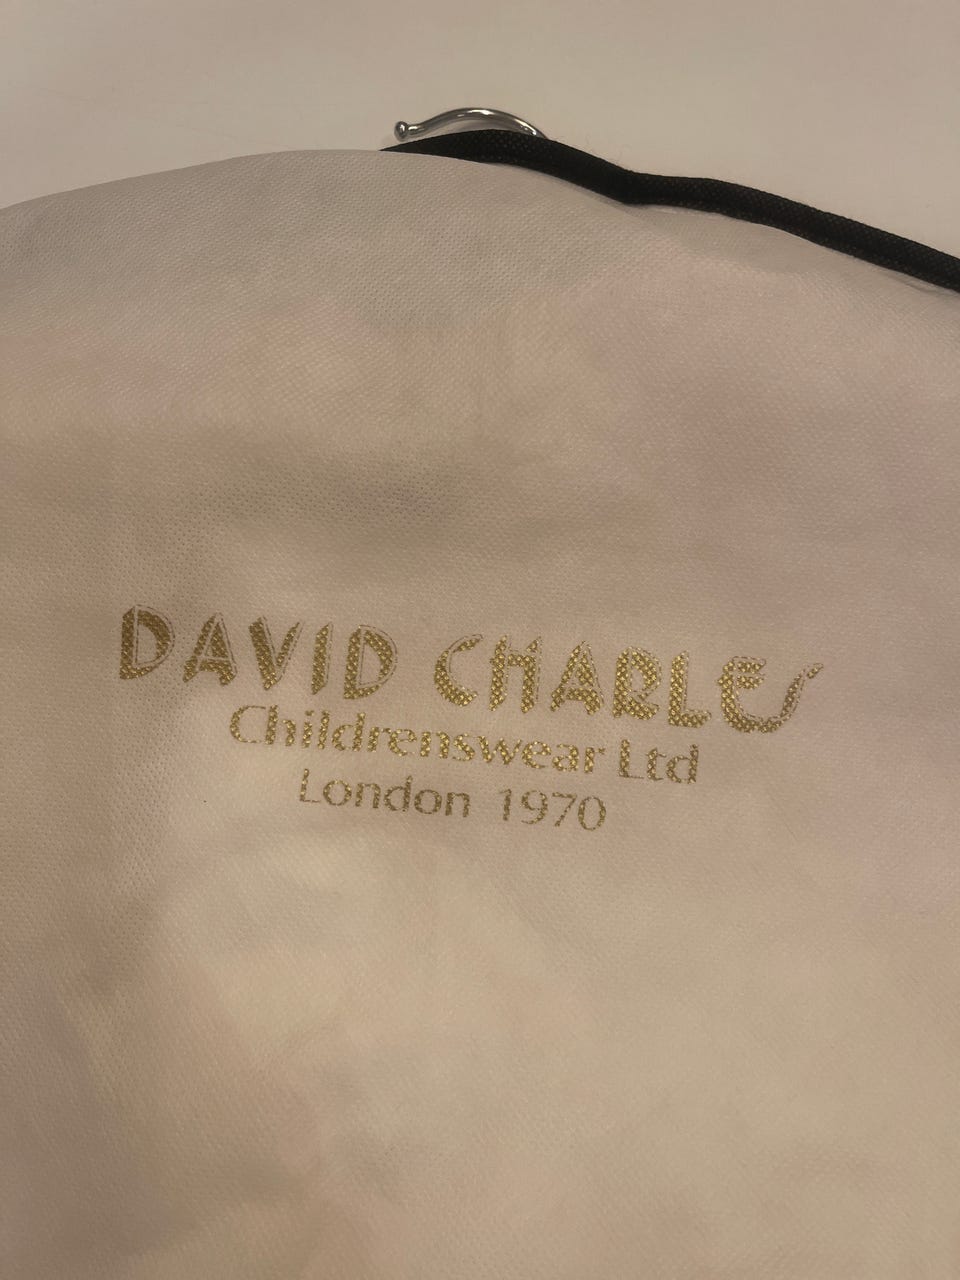 DAVID CHARLES
Childrenswear Ltd
London 1970